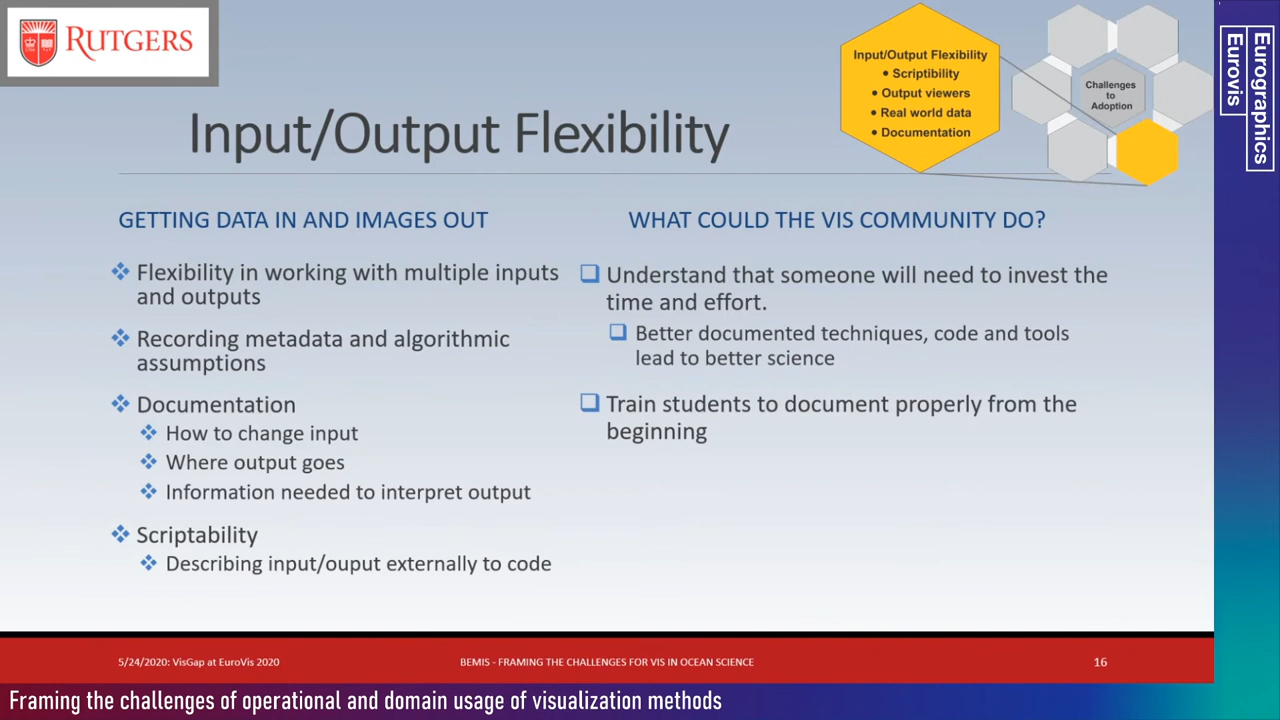 RUTGERS
Input/Output Flexibility
• Scriptibility
• Output viewers
• Real world data
• Documentation
Challenges
to
Adoption
Eurographics
Eurovis
Input/Output Flexibility
GETTING DATA IN AND IMAGES OUT
❖ Flexibility in working with multiple inputs
and outputs
❖ Recording metadata and algorithmic
assumptions
❖ Documentation
❖ How to change input
❖ Where output goes
❖ Information needed to interpret output
❖ Scriptability
❖ Describing input/ouput externally to code
WHAT COULD THE VIS COMMUNITY DO?
❑ Understand that someone will need to invest the
time and effort.
❑ Better documented techniques, code and tools
lead to better science
❑ Train students to document properly from the
beginning
5/24/2020: VisGap at EuroVis 2020
BEMIS - FRAMING THE CHALLENGES FOR VIS IN OCEAN SCIENCE
16
Framing the challenges of operational and domain usage of visualization methods